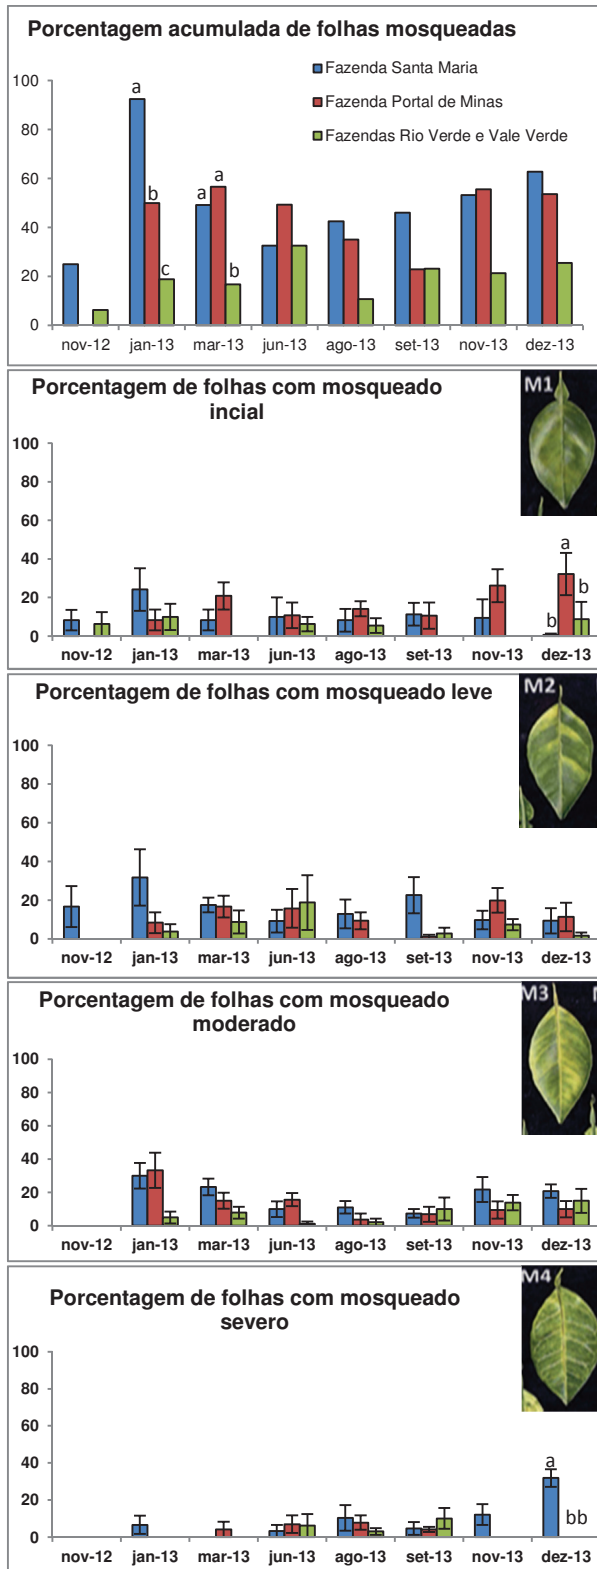 Porcentagem acumulada de folhas mosqueadas
Fazenda Santa Maria
Fazenda Portal de Minas
Fazendas Rio Verde e Vale Verde
100
80
60
40
20
0
a
b
c
a
a
b
nov-12 jan-13 mar-13 jun-13 ago-13 set-13 nov-13 dez-13
Porcentagem de folhas com mosqueado
incial
M1
100
80
60
40
20
0
b
a
b
nov-12 jan-13 mar-13 jun-13 ago-13 set-13 nov-13 dez-13
Porcentagem de folhas com mosqueado leve
M2
100
80
60
40
20
0
nov-12 jan-13 mar-13 jun-13 ago-13 set-13 nov-13 dez-13
Porcentagem de folhas com mosqueado
moderado
M3
100
80
60
40
20
0
nov-12 jan-13 mar-13 jun-13 ago-13 set-13 nov-13 dez-13
Porcentagem de folhas com mosqueado
severo
M4
100
80
60
40
20
0
a
bb
nov-12 jan-13 mar-13 jun-13 ago-13 set-13 nov-13 dez-13